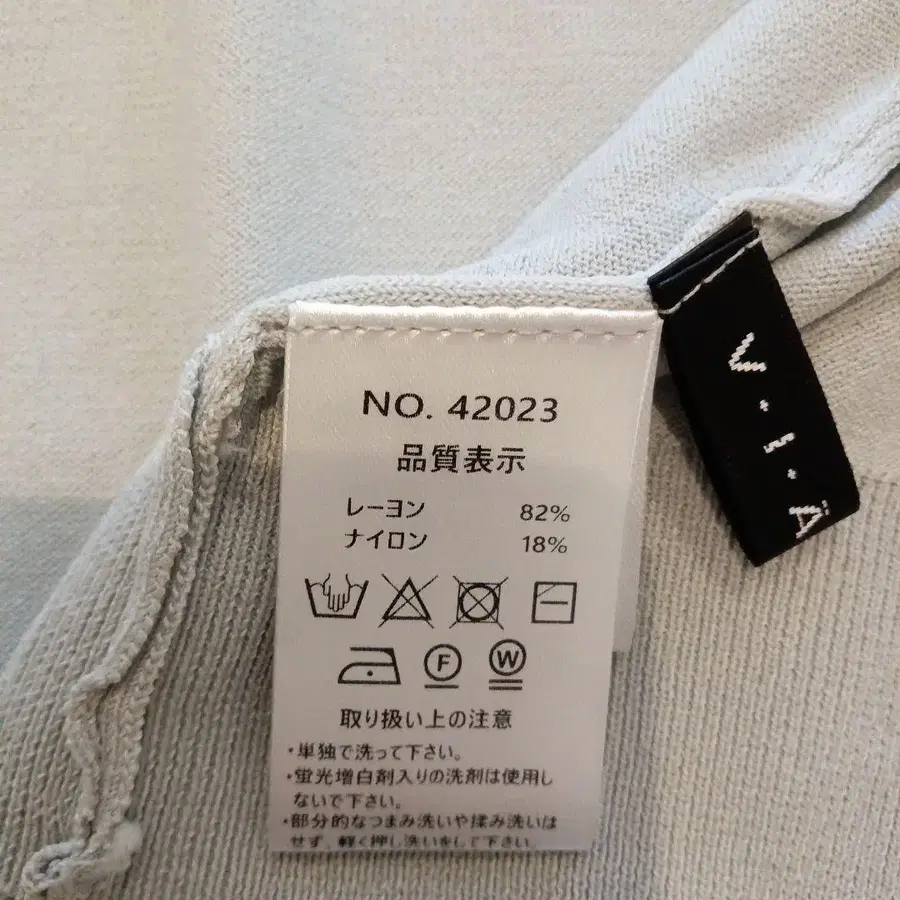 NO. 42023
品質表示
レーヨン 82%
ナイロン 18%
F W
取り扱い上の注意
・単独で洗って下さい。
・蛍光増白剤入りの洗剤は使用し
ないで下さい。
・部分的なつまみ洗いや揉み洗いは
せず、軽く押し洗いをして下さい。
V・I・A